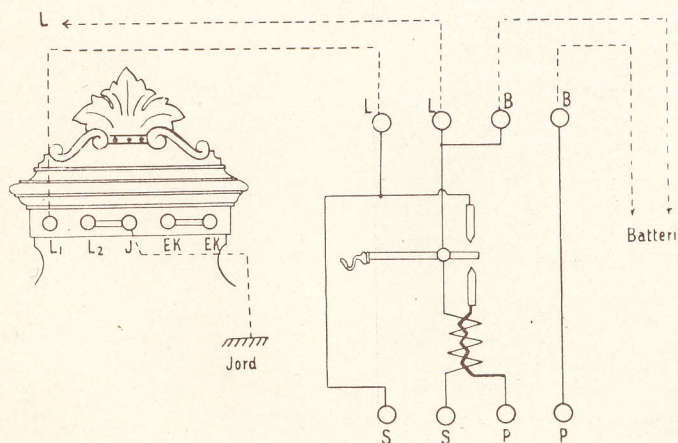 L
L L B B
L₁ L₂ J EK EK
Batteri
Jord
S S P P